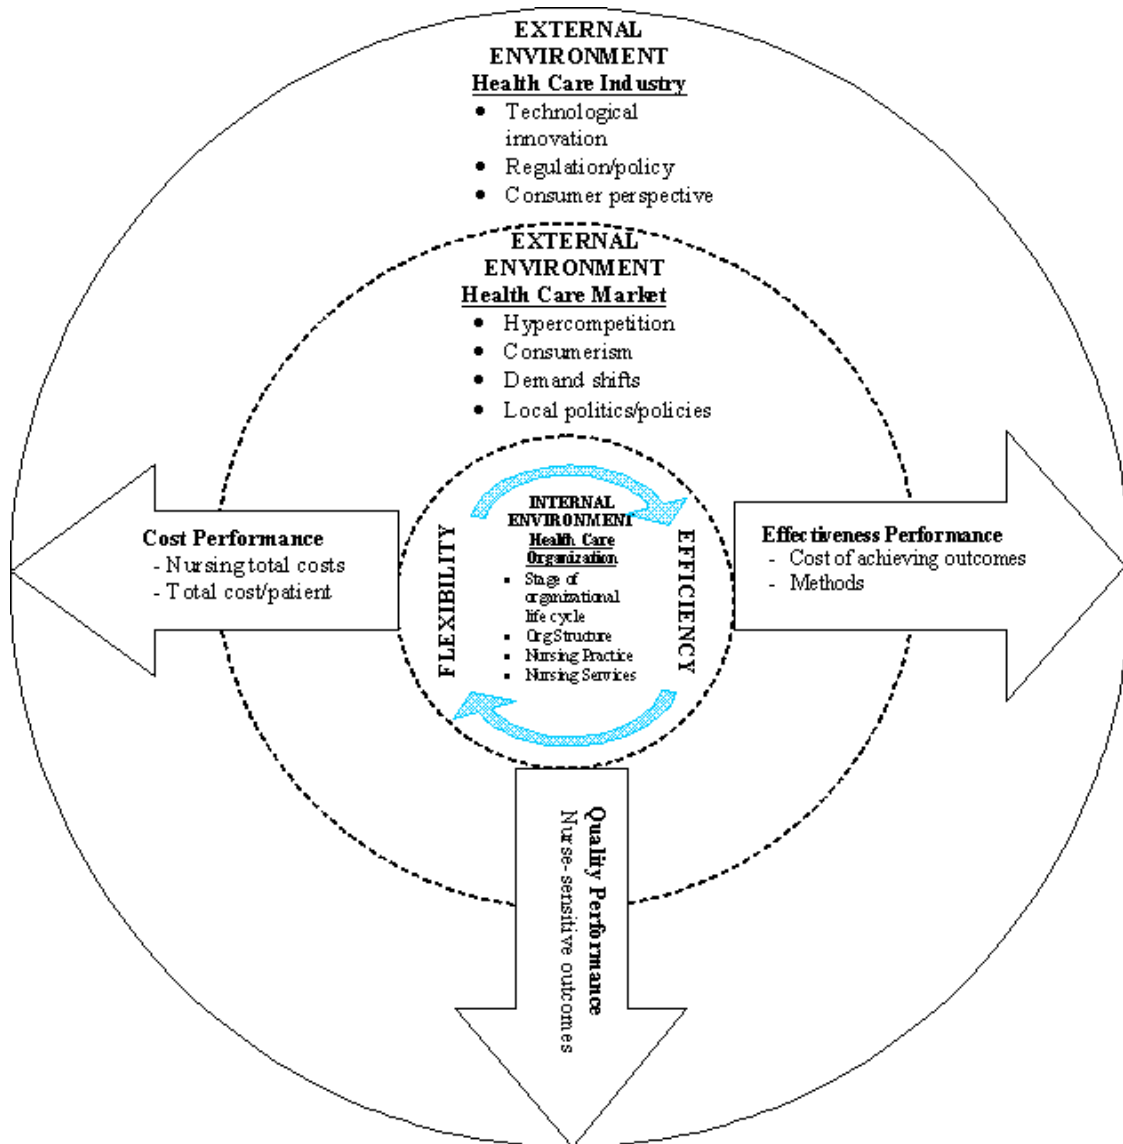 EXTERNAL
ENVIRONMENT
Health Care Industry
• Technological
innovation
• Regulation/policy
• Consumer perspective
EXTERNAL
ENVIRONMENT
Health Care Market
• Hypercompetition
• Consumerism
• Demand shifts
• Local politics/policies
Cost Performance
- Nursing total costs
- Total cost/patient
FLEXIBILITY
INTERNAL
ENVIRONMENT
Health Care
Organization
• Stage of
organizational
life cycle
• Org Structure
• Nursing Practice
• Nursing Services
EFFICIENCY
Effectiveness Performance
- Cost of achieving outcomes
- Methods
Quality Performance
Nurse-sensitive outcomes